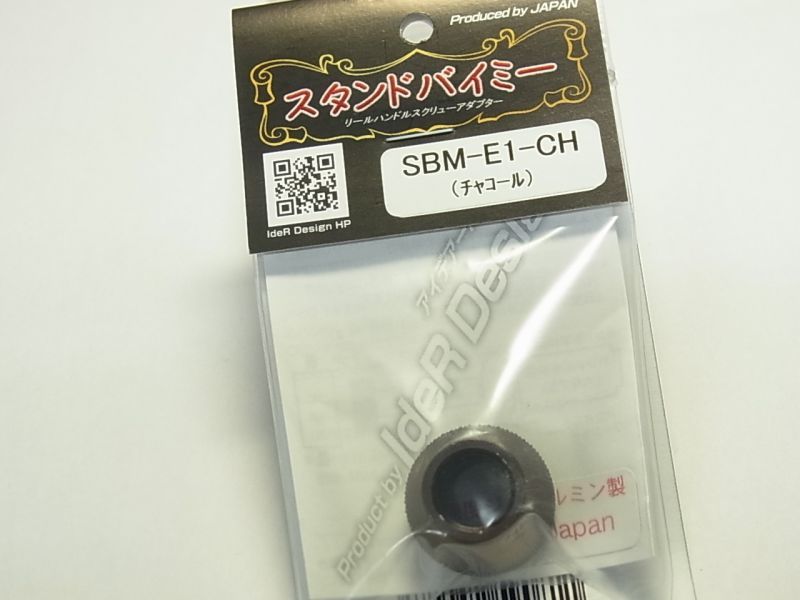 Produced by JAPAN
スタンドバイミー
リールハンドルスクリューアダプター
SBM-E1-CH
(チャコール)
IdeR Design HP
アイデアー
Product by IdeR Desi
ルミン製
Japan